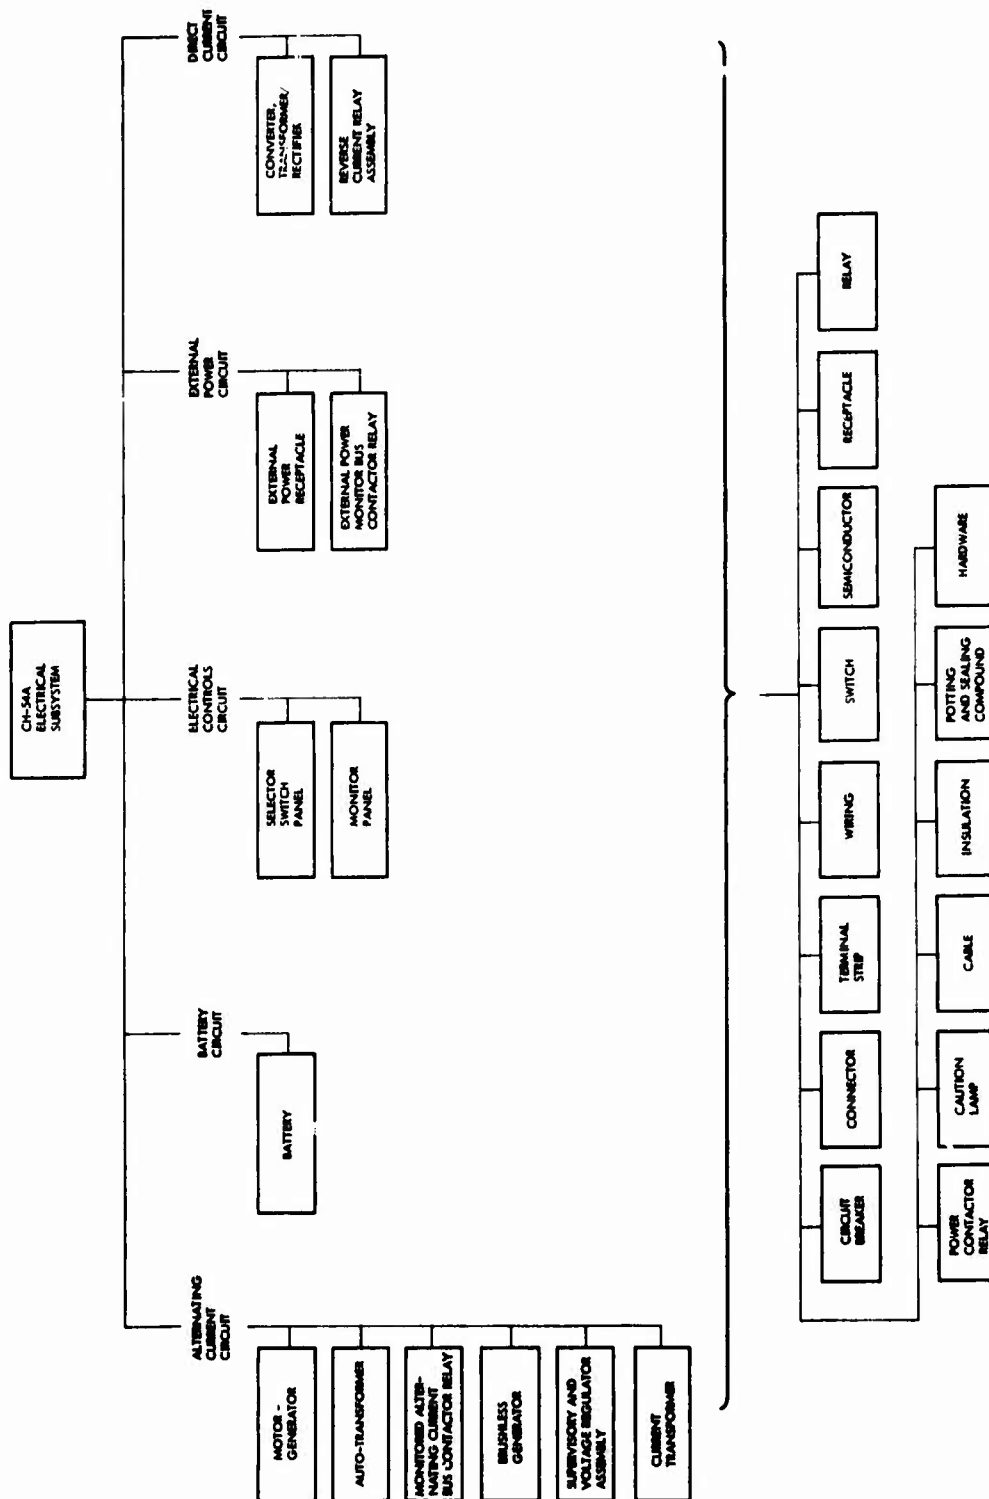 CH-54A
ELECTRICAL
SUBSYSTEM
ALTERNATING
CURRENT
CIRCUIT
BATTERY
CIRCUIT
ELECTRICAL
CONTROLS
CIRCUIT
EXTERNAL
POWER
CIRCUIT
DIRECT
CURRENT
CIRCUIT
MOTOR -
GENERATOR
AUTO-TRANSFORMER
MONITORED ALTER-
NATING CURRENT
BUS CONTACTOR RELAY
BRUSHLESS
GENERATOR
SUPERVISORY AND
VOLTAGE REGULATOR
ASSEMBLY
CURRENT
TRANSFORMER
BATTERY
SELECTOR
SWITCH
PANEL
MONITOR
PANEL
EXTERNAL
POWER
RECEPTACLE
EXTERNAL POWER
MONITOR BUS
CONTACTOR RELAY
CONVERTER,
TRANSFORMER/
RECTIFIER
REVERSE
CURRENT RELAY
ASSEMBLY
CIRCUIT
BREAKER
CONNECTOR
TERMINAL
STRIP
WIRING
SWITCH
SEMICONDUCTOR
RECEPTACLE
RELAY
POWER
CONTACTOR
RELAY
CAUTION
LAMP
CABLE
INSULATION
POTTING
AND SEALING
COMPOUND
HARDWARE